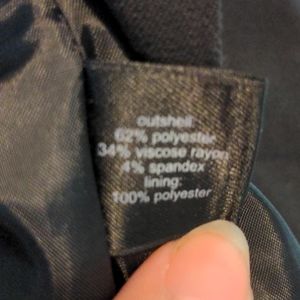 outshell:
62% polyester
34% viscose rayon
4% spandex
lining:
100% polyester